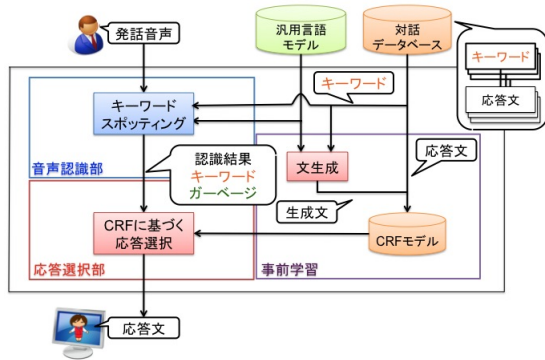 発話音声
汎用言語
モデル
対話
データベース
キーワード
応答文
キーワード
キーワード
スポッティング
音声認識部
認識結果
キーワード
ガーベージ
文生成
応答文
生成文
CRFに基づく
応答選択
CRFモデル
応答選択部
事前学習
応答文